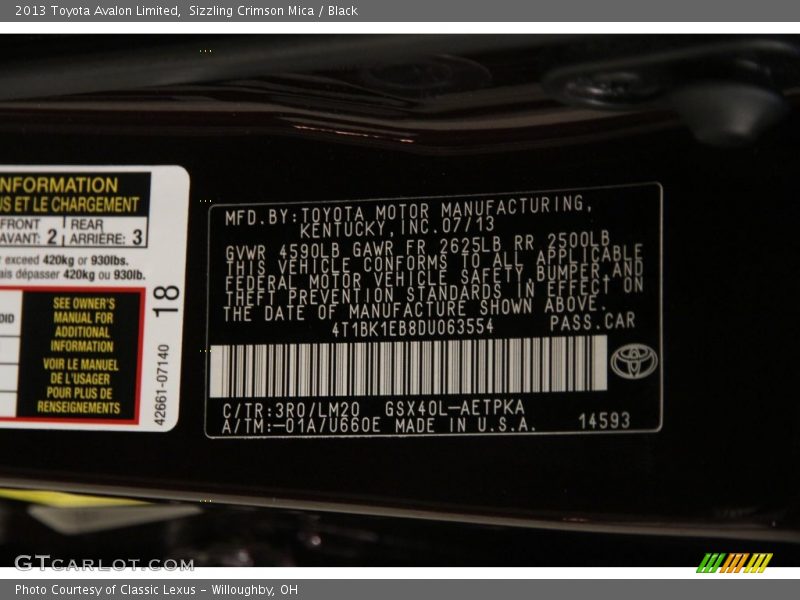 2013 Toyota Avalon Limited,  Sizzling Crimson Mica / Black
NFORMATION
ET LE CHARGEMENT
FRONT
AVANT: 2
REAR
ARRIÈRE: 3
exceed 420kg or 930lbs.
dépasser 420kg ou 930lb.
SEE OWNER'S
MANUAL FOR
ADDITIONAL
INFORMATION
VOIR LE MANUEL
DE L'USAGER
POUR PLUS DE
RENSEIGNEMENTS
18
42661-07140
MFD.BY:TOYOTA MOTOR MANUFACTURING,
KENTUCKY,INC.07/13
GVWR 4590LB GAWR FR 2625LB RR 2500LB
THIS VEHICLE CONFORMS TO ALL APPLICABLE
FEDERAL MOTOR VEHICLE SAFETY,BUMPER,AND
THEFT PREVENTION STANDARDS IN EFFECT ON
THE DATE OF MANUFACTURE SHOWN ABOVE.
4T1BK1EB8DU063554 PASS.CAR
C/TR:3R0/LM20 GSX40L-AETPKA
A/TM:-01A/U660E MADE IN U.S.A. 14593
GTCARLOT.COM
Photo Courtesy of Classic Lexus - Willoughby, OH